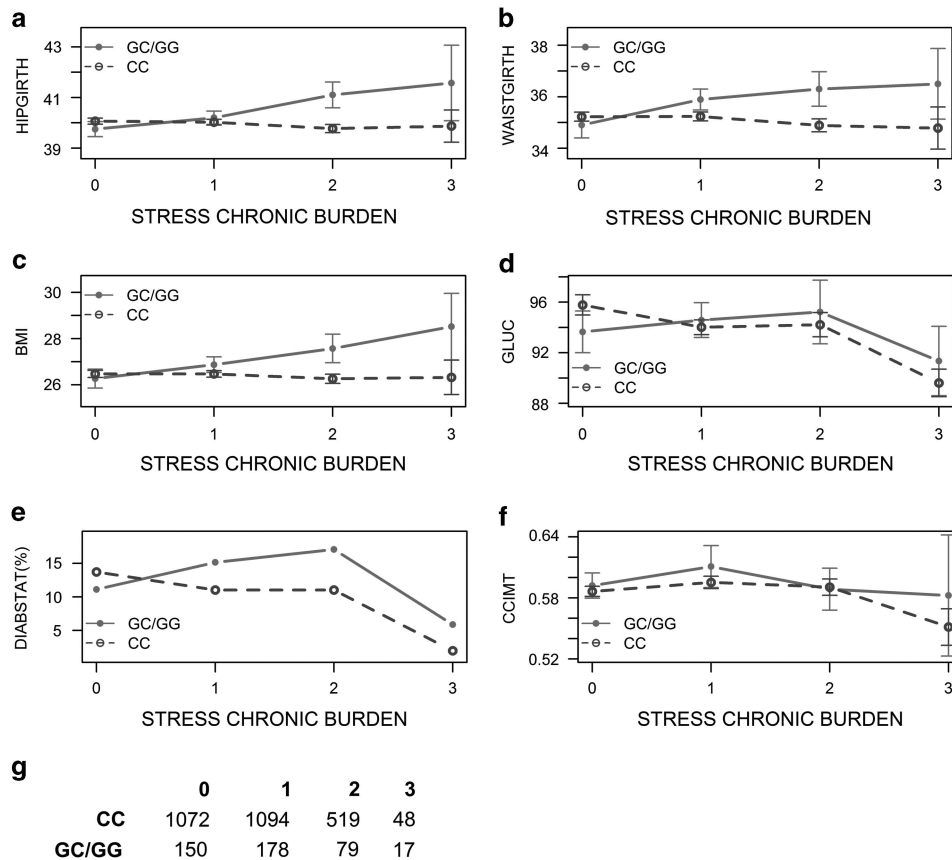 a
HIPGIRTH
43
41
39
GC/GG
CC
0 1 2 3
STRESS CHRONIC BURDEN
b
WAISTGIRTH
38
36
34
GC/GG
CC
0 1 2 3
STRESS CHRONIC BURDEN
c
BMI
30
28
26
GC/GG
CC
0 1 2 3
STRESS CHRONIC BURDEN
d
GLUC
96
92
88
GC/GG
CC
0 1 2 3
STRESS CHRONIC BURDEN
e
DIABSTAT(%)
15
10
5
GC/GG
CC
0 1 2 3
STRESS CHRONIC BURDEN
f
CCIMT
0.64
0.58
0.52
GC/GG
CC
0 1 2 3
STRESS CHRONIC BURDEN
g
0 1 2 3
CC 1072 1094 519 48
GC/GG 150 178 79 17